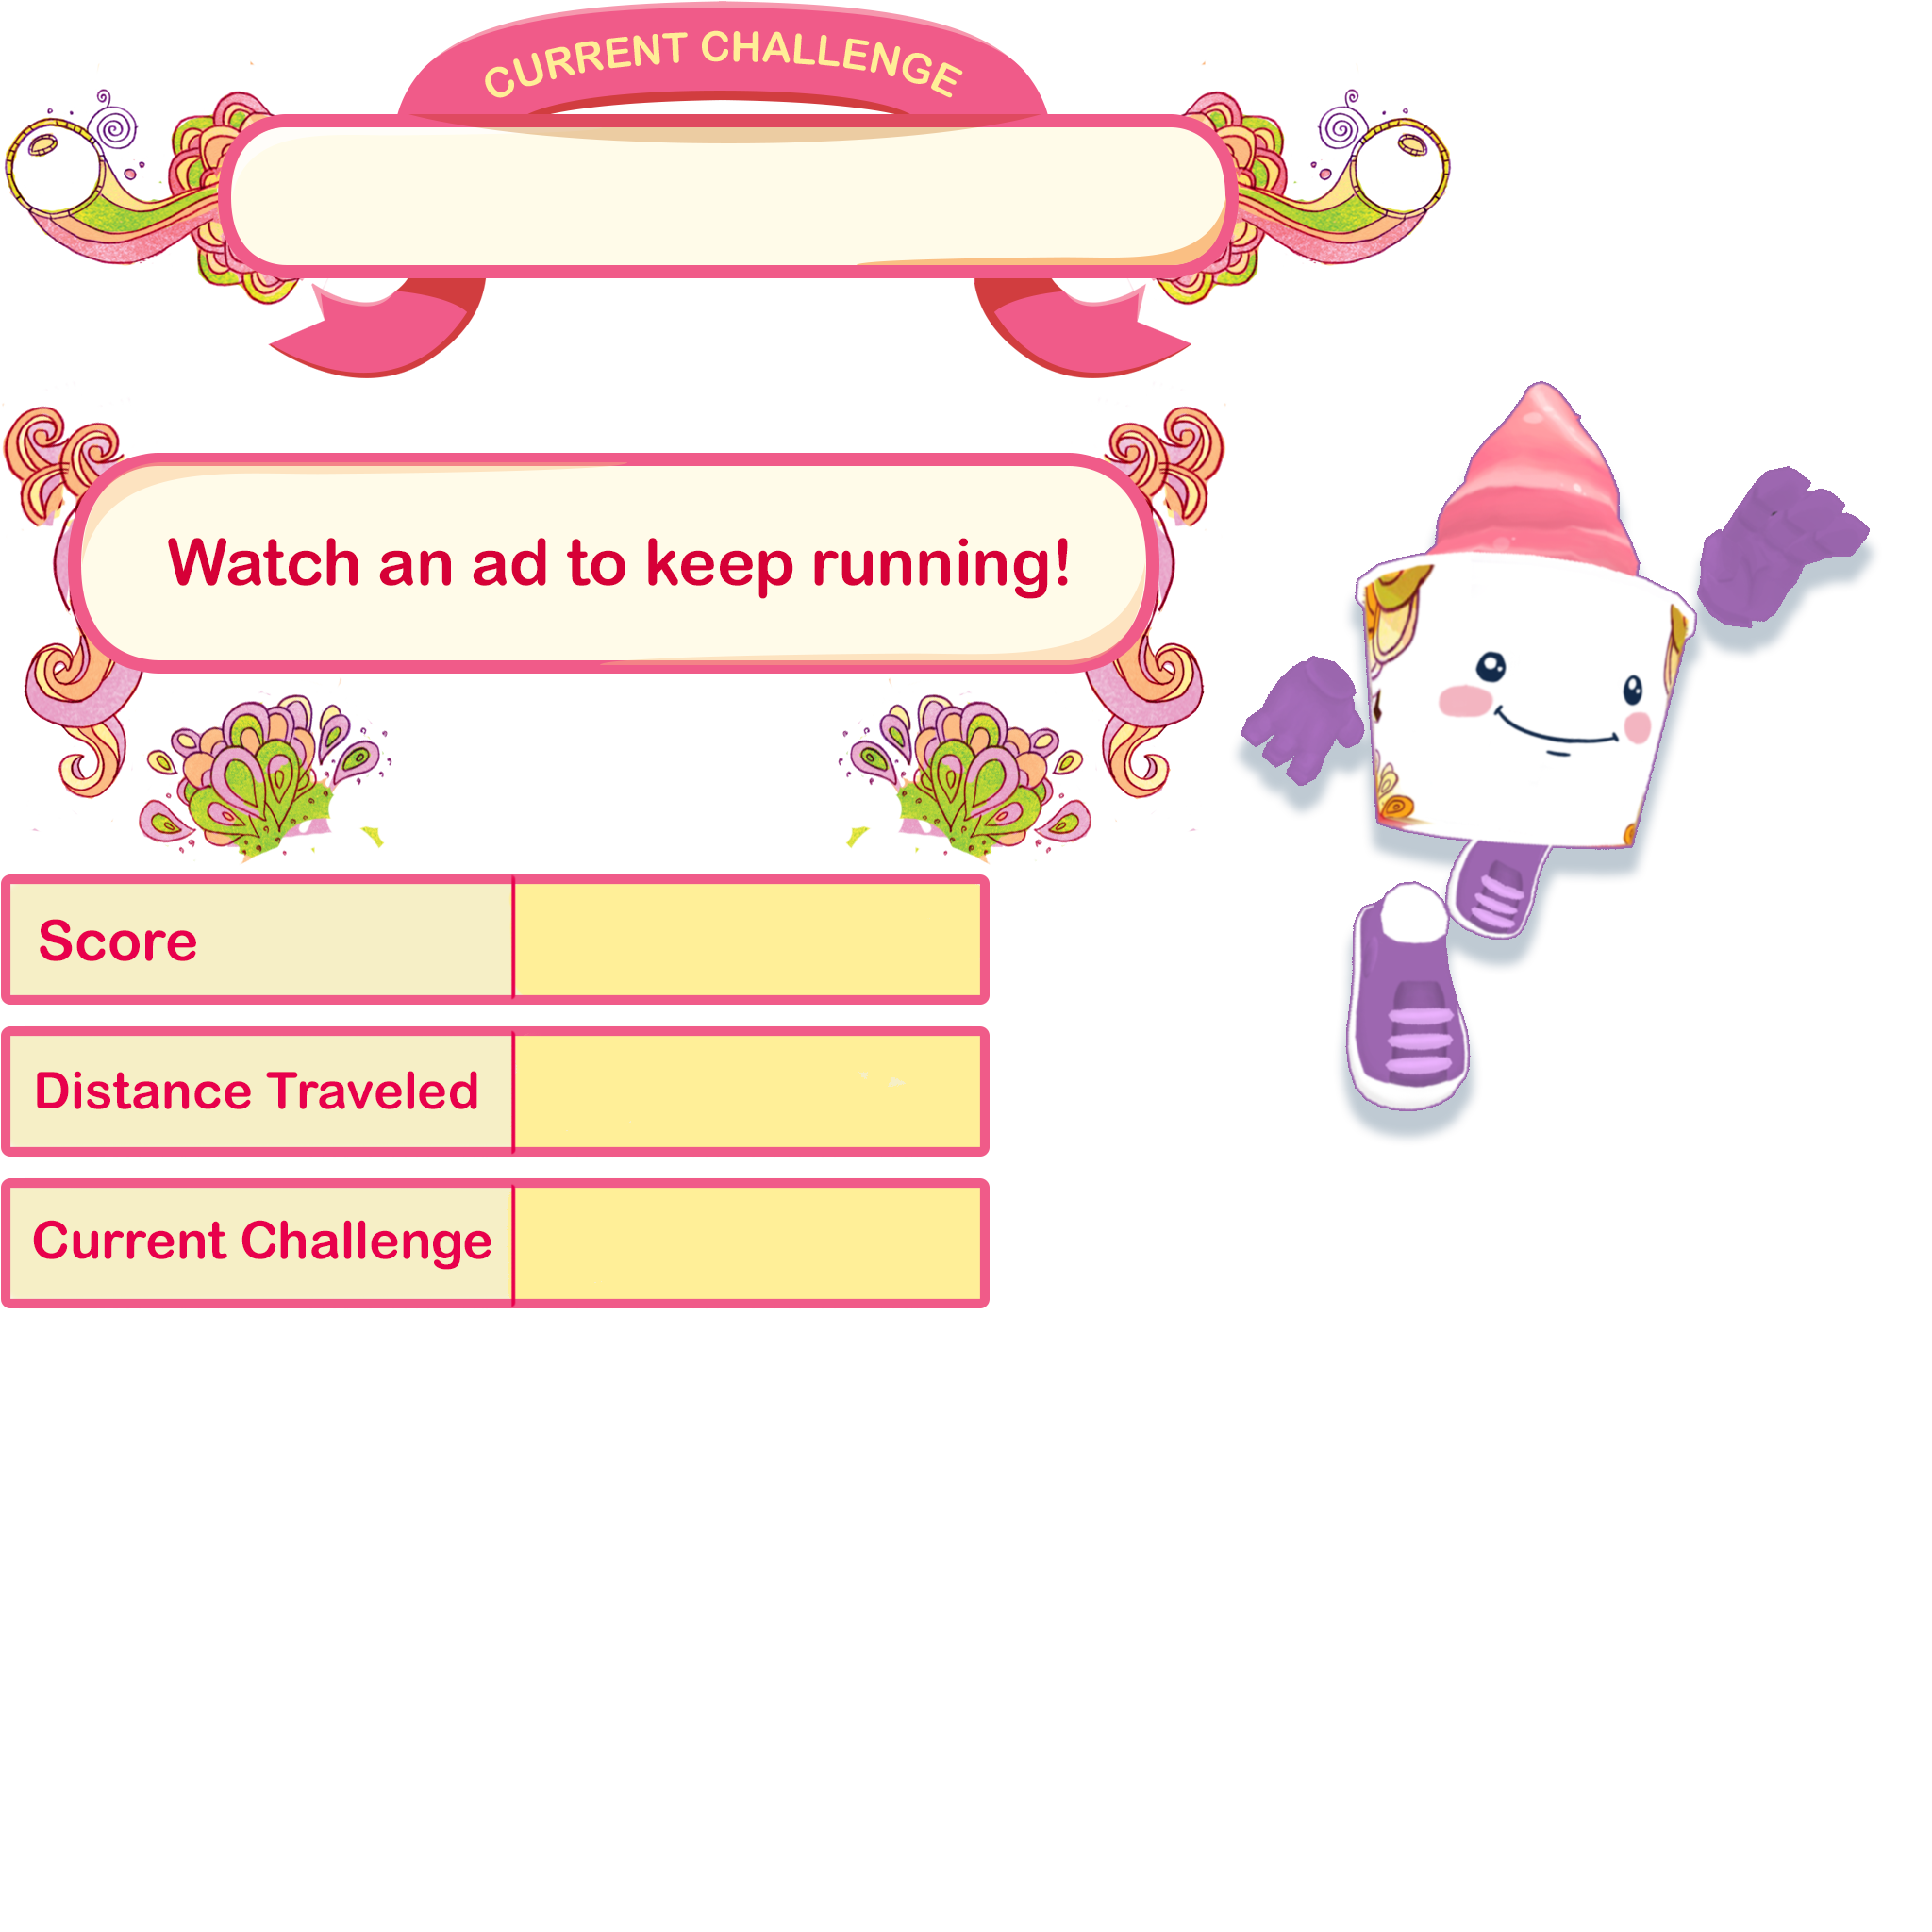 CURRENT CHALLENGE
Watch an ad to keep running!
Score
Distance Traveled
Current Challenge